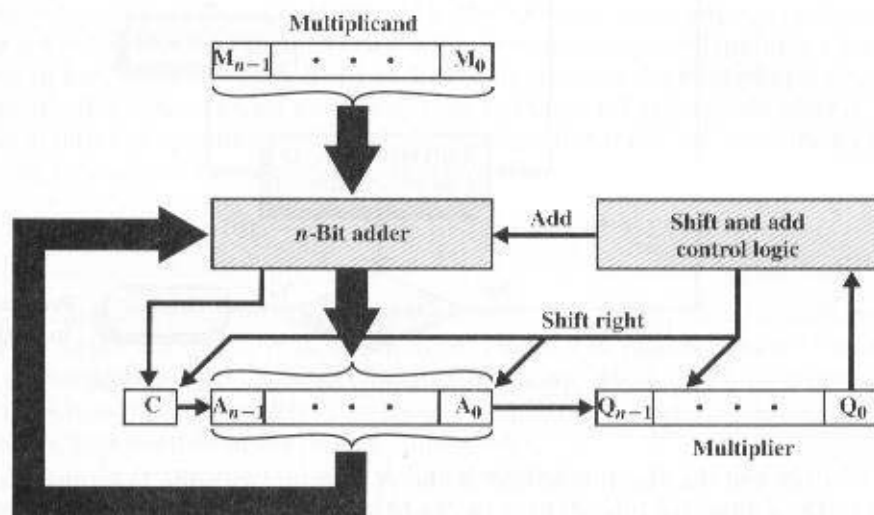 Multiplicand
Mₙ₋₁ · · · M₀
n-Bit adder
Add
Shift and add
control logic
Shift right
C
Aₙ₋₁ · · · A₀
Qₙ₋₁ · · · Q₀
Multiplier